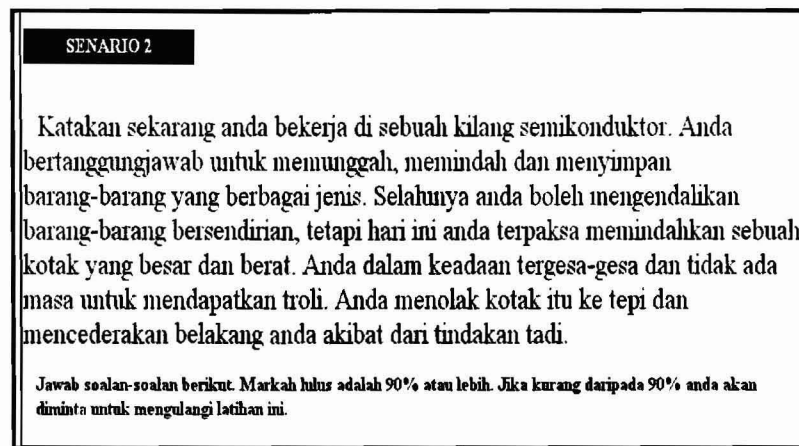 SENARIO 2
Katakan sekarang anda bekerja di sebuah kilang semikonduktor. Anda
bertanggungjawab untuk memunggah, memindah dan menyimpan
barang-barang yang berbagai jenis. Selalunya anda boleh mengendalikan
barang-barang bersendirian, tetapi hari ini anda terpaksa memindahkan sebuah
kotak yang besar dan berat. Anda dalam keadaan tergesa-gesa dan tidak ada
masa untuk mendapatkan troli. Anda menolak kotak itu ke tepi dan
mencederakan belakang anda akibat dari tindakan tadi.
Jawab soalan-soalan berikut. Markah lulus adalah 90% atau lebih. Jika kurang daripada 90% anda akan
diminta untuk mengulangi latihan ini.